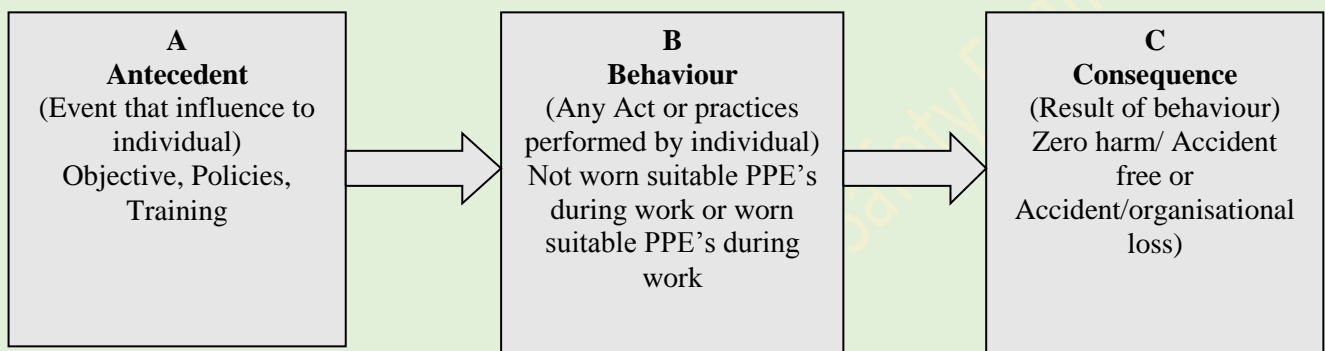 A
Antecedent
(Event that influence to
individual)
Objective, Policies,
Training
B
Behaviour
(Any Act or practices
performed by individual)
Not worn suitable PPE’s
during work or worn
suitable PPE’s during
work
C
Consequence
(Result of behaviour)
Zero harm/ Accident
free or
Accident/organisational
loss)